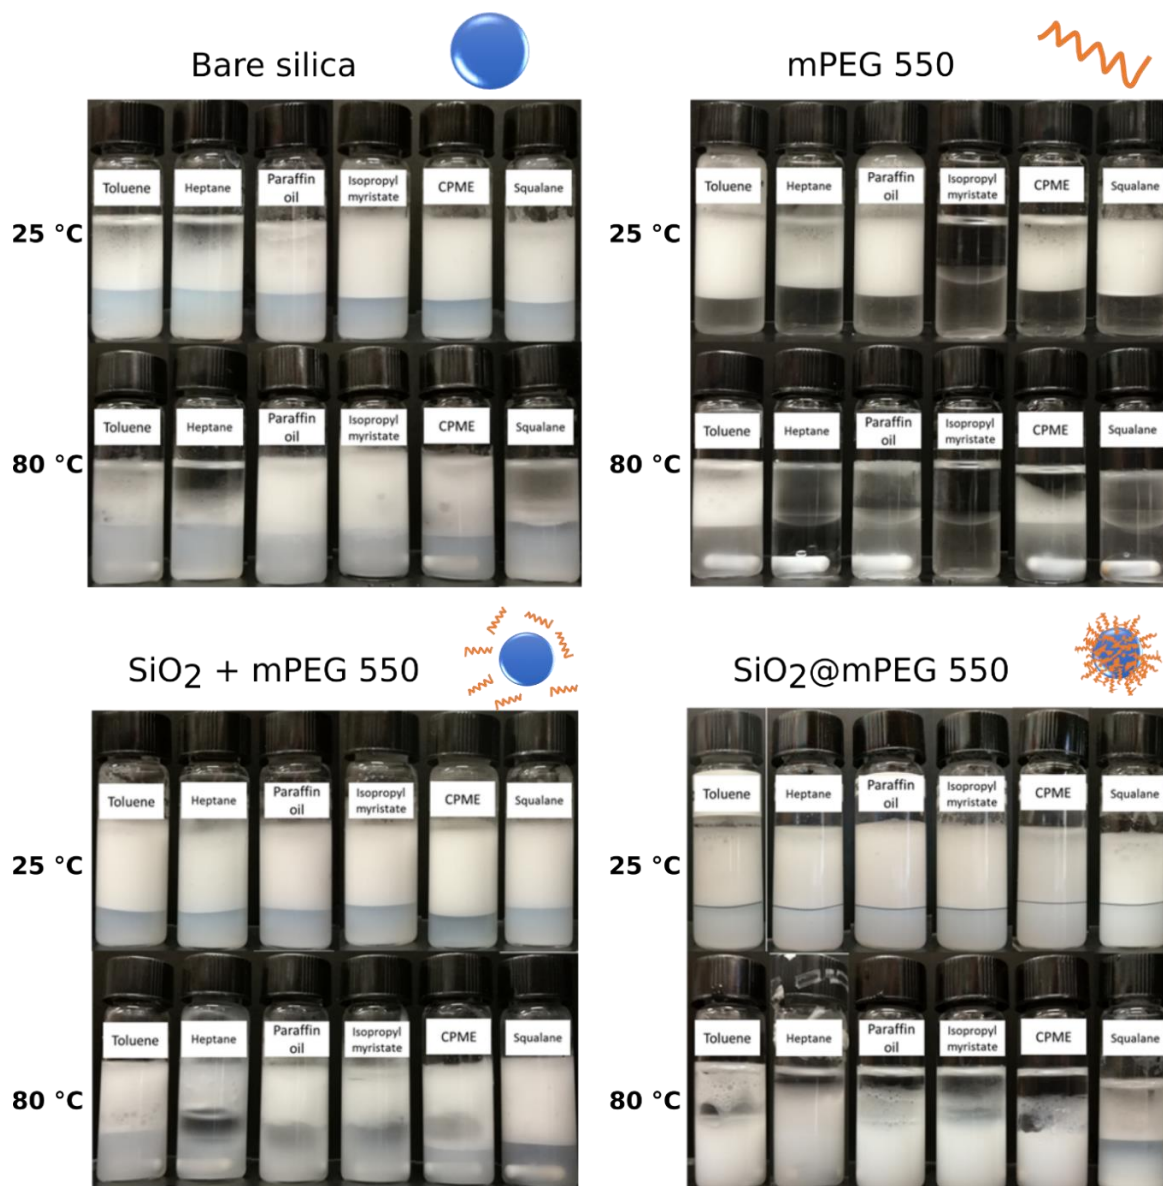 Bare silica
mPEG 550
25 °C
Toluene
Heptane
Paraffin
oil
Isopropyl
myristate
CPME
Squalane
25 °C
Toluene
Heptane
Paraffin
oil
Isopropyl
myristate
CPME
Squalane
80 °C
Toluene
Heptane
Paraffin
oil
Isopropyl
myristate
CPME
Squalane
80 °C
Toluene
Heptane
Paraffin
oil
Isopropyl
myristate
CPME
Squalane
SiO2 + mPEG 550
SiO2@mPEG 550
25 °C
Toluene
Heptane
Paraffin
oil
Isopropyl
myristate
CPME
Squalane
25 °C
Toluene
Heptane
Paraffin
oil
Isopropyl
myristate
CPME
Squalane
80 °C
Toluene
Heptane
Paraffin
oil
Isopropyl
myristate
CPME
Squalane
80 °C
Toluene
Heptane
Paraffin
oil
Isopropyl
myristate
CPME
Squalane